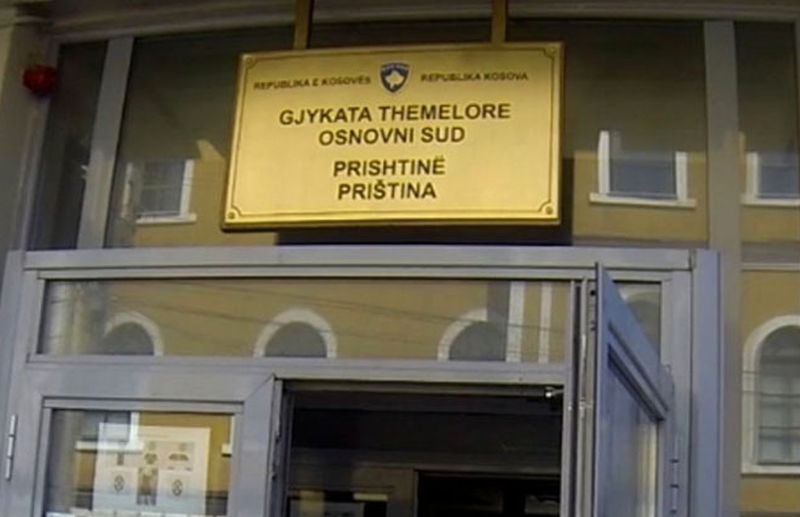 REPUBLIKA E KOSOVËS REPUBLIKA KOSOVA
GJYKATA THEMELORE
OSNOVNI SUD
PRISHTINË
PRIŠTINA